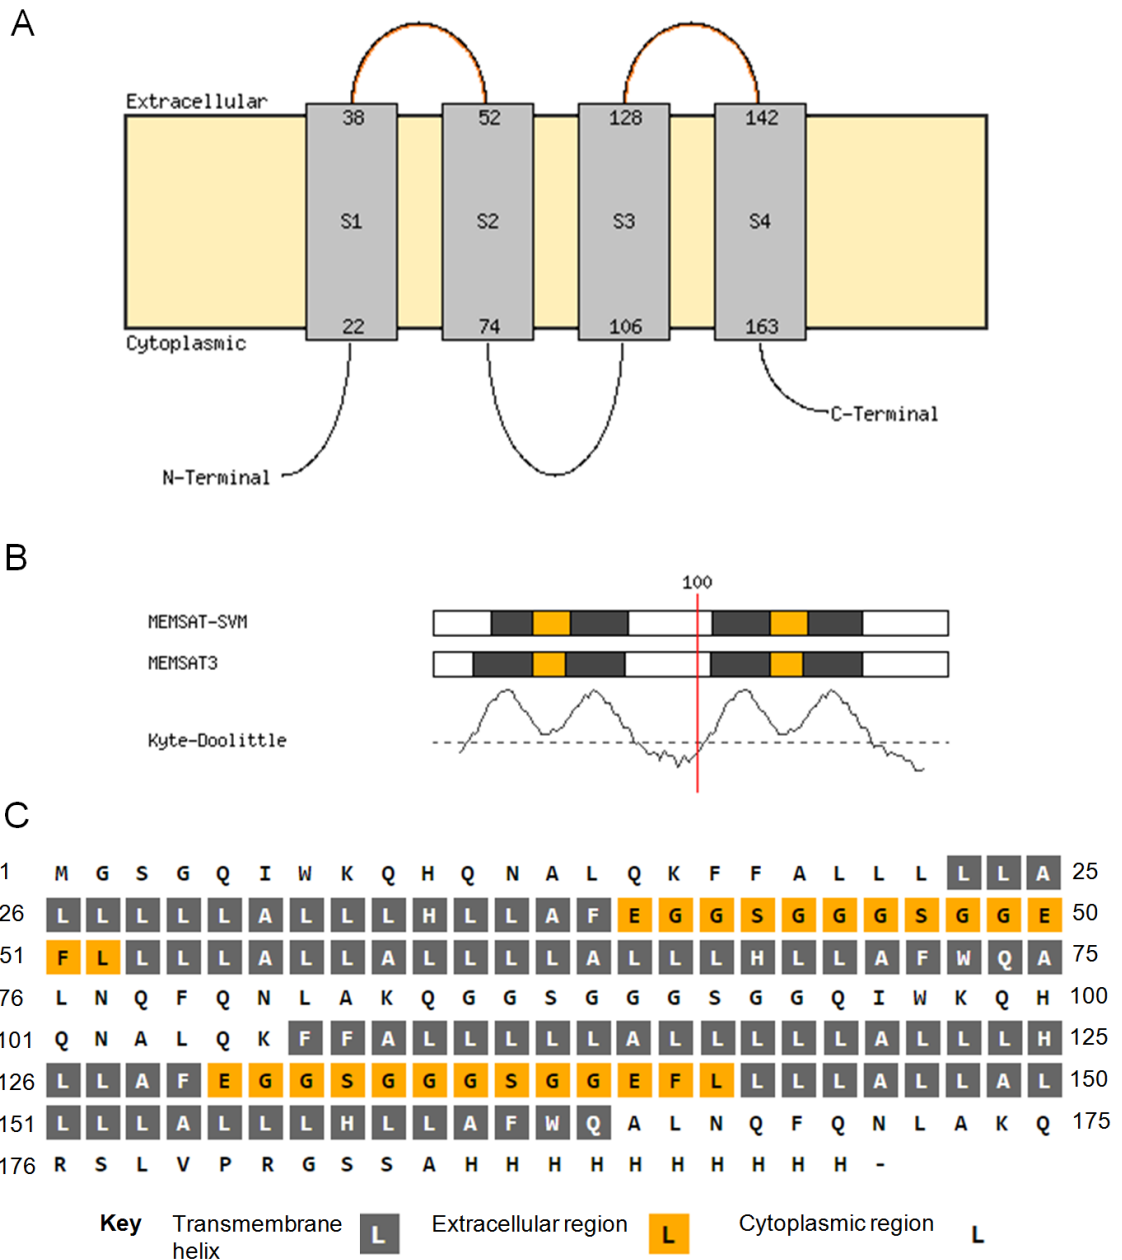 A
Extracellular
38 52 128 142
S1 S2 S3 S4
22 74 106 163
Cytoplasmic
C-Terminal
N-Terminal
B
100
MEMSAT-SVM
MEMSAT3
Kyte-Doolittle
C
1 M G S G Q I W K Q H Q N A L Q K F F A L L L L L A 25
26 L L L L L A L L L H L L A F E G G S G G G S G G E 50
51 F L L L L A L L A L L L L A L L L H L L A F W Q A 75
76 L N Q F Q N L A K Q G G S G G G S G G Q I W K Q H 100
101 Q N A L Q K F F A L L L L L A L L L L L A L L L H 125
126 L L A F E G G S G G G S G G E F L L L L A L L A L 150
151 L L L A L L L H L L A F W Q A L N Q F Q N L A K Q 175
176 R S L V P R G S S A H H H H H H H H H H -
Key Transmembrane helix L Extracellular region L Cytoplasmic region L